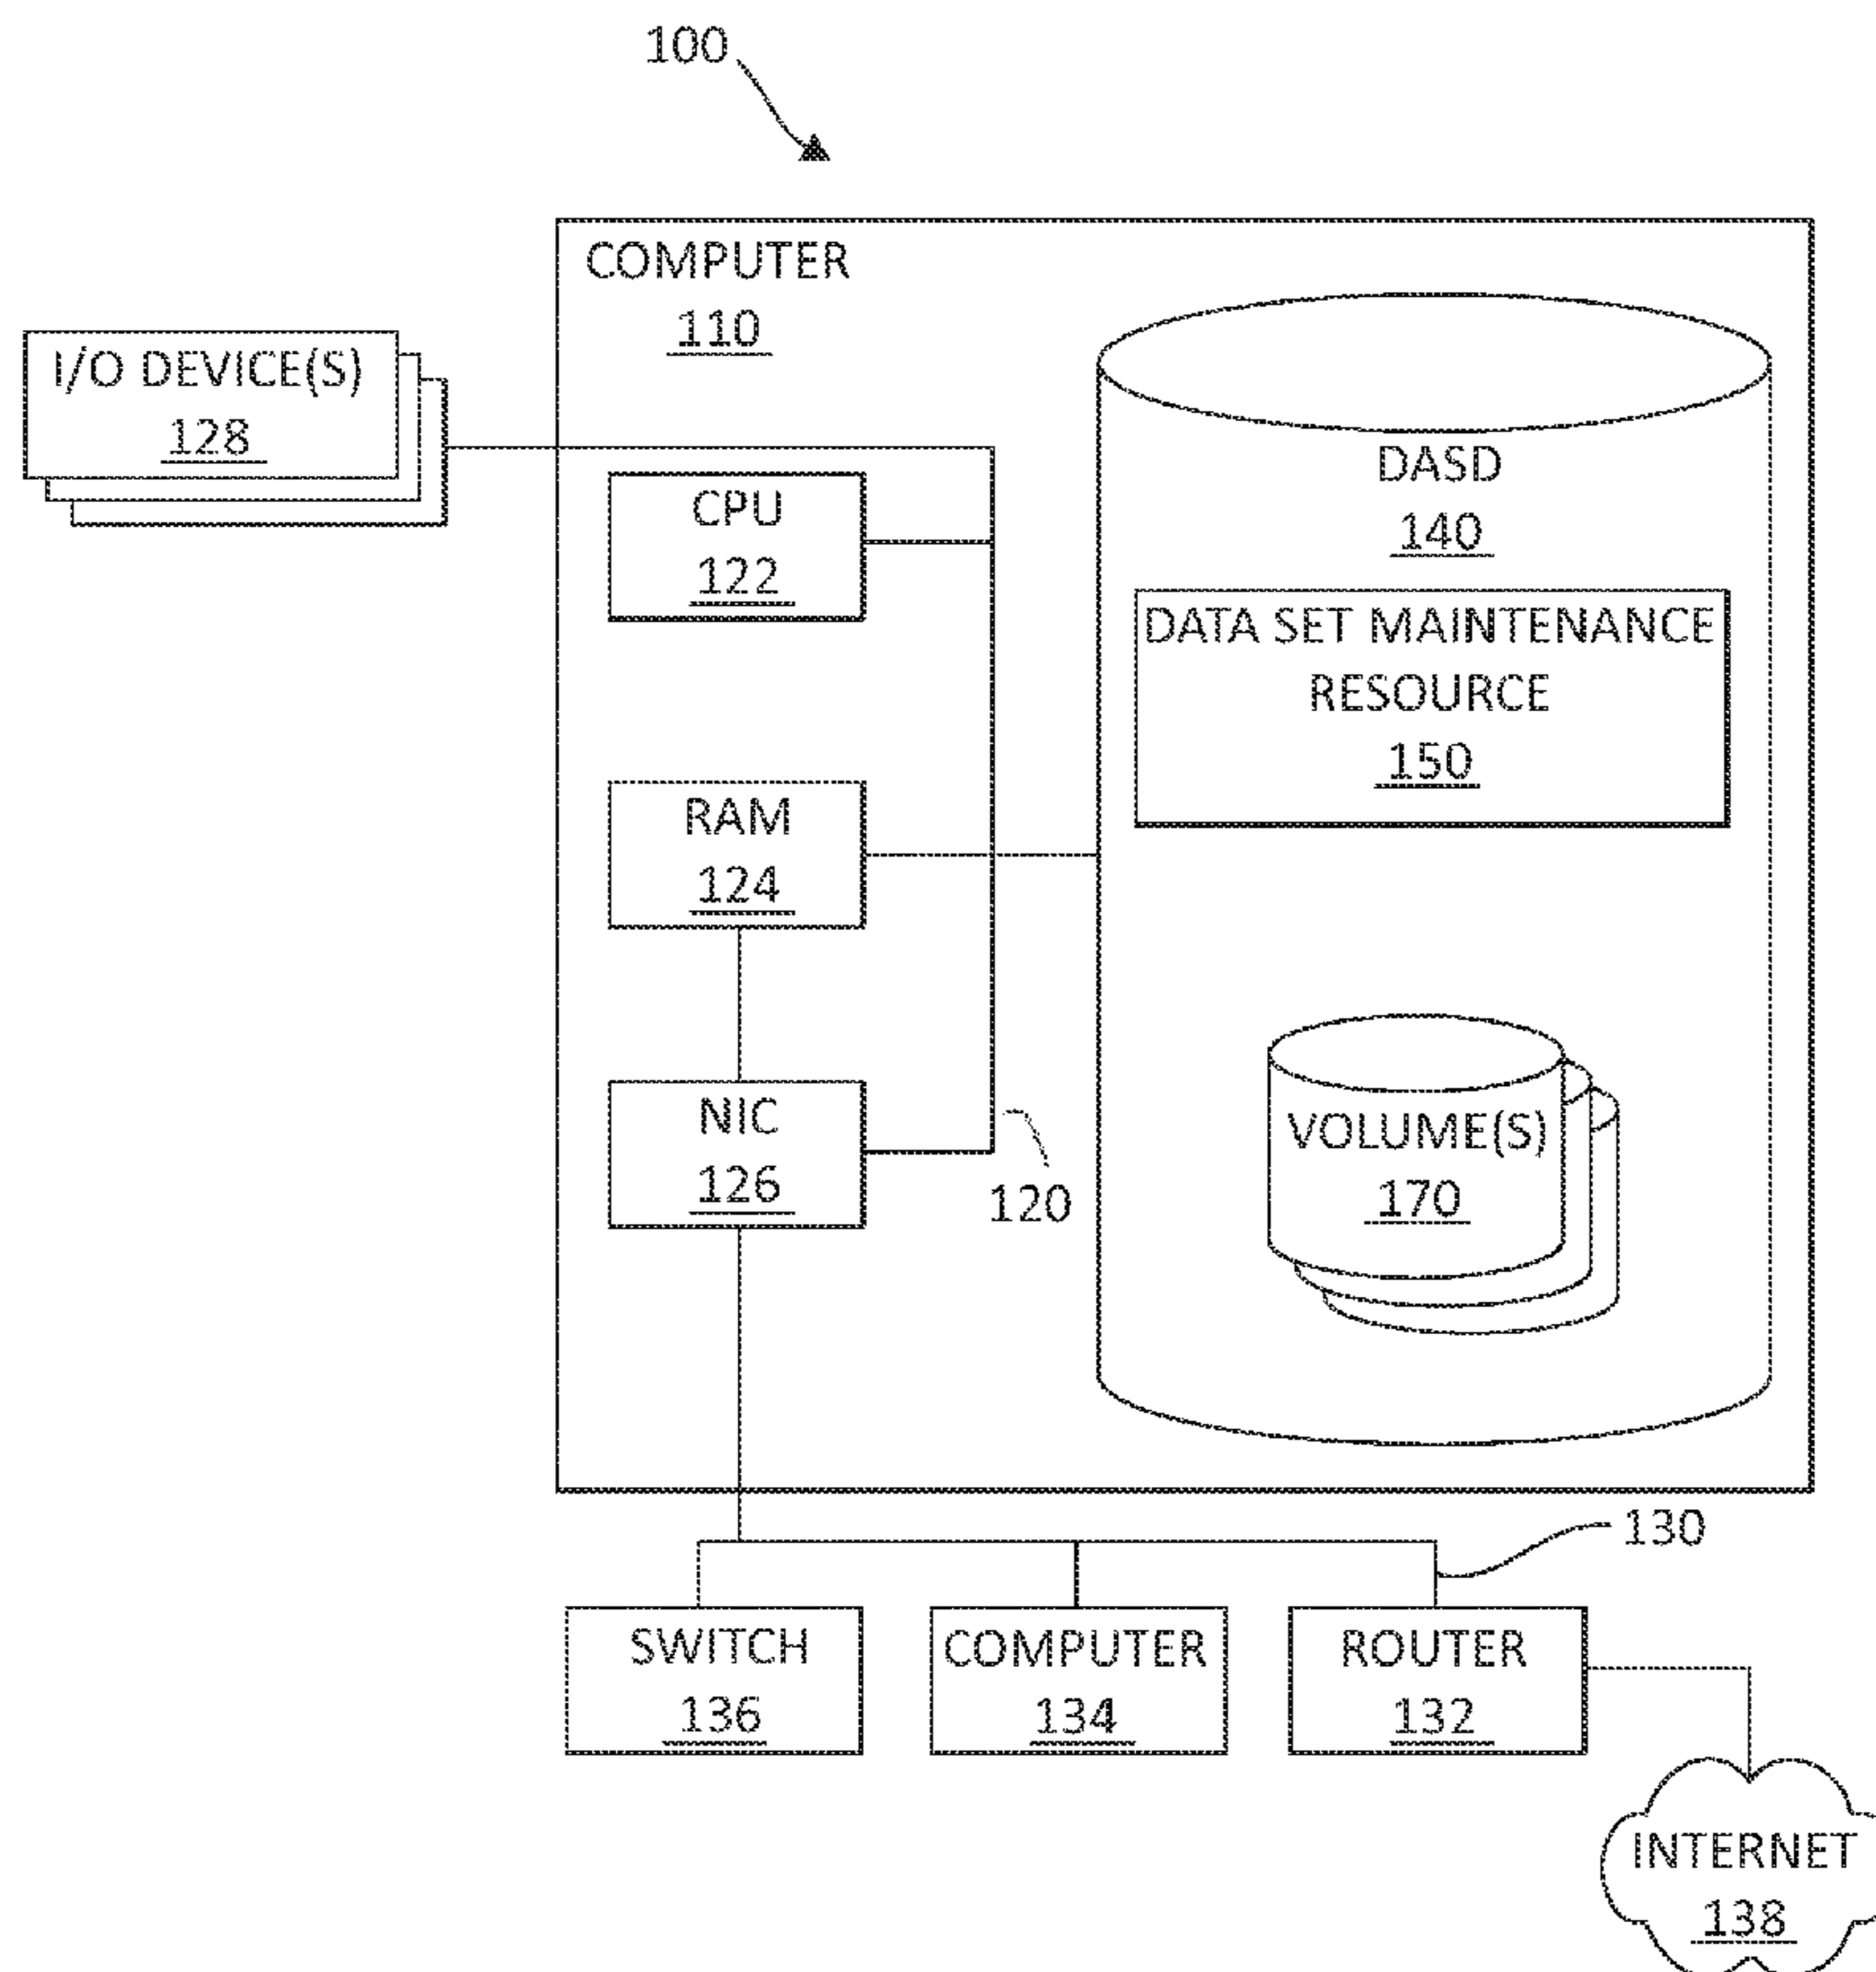 100
COMPUTER
110
I/O DEVICE(S)
128
CPU
122
RAM
124
NIC
126
120
DASD
140
DATA SET MAINTENANCE
RESOURCE
150
VOLUME(S)
170
130
SWITCH
136
COMPUTER
134
ROUTER
132
INTERNET
138